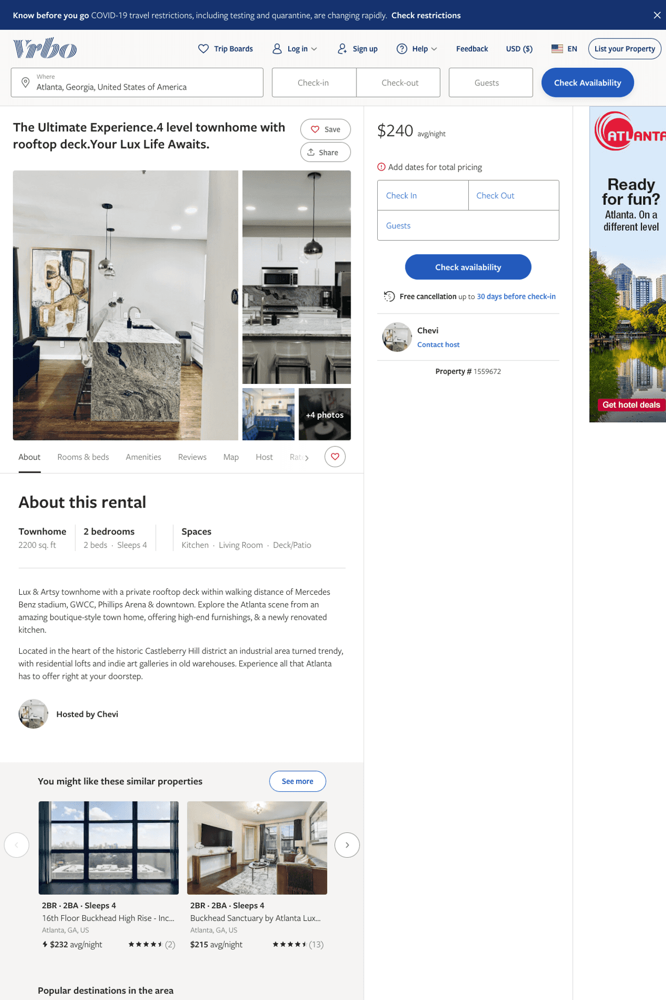 Know before you go COVID-19 travel restrictions, including testing and quarantine, are changing rapidly. Check restrictions
Vrbo
Trip Boards
Log in
Sign up
Help
Feedback
USD ($)
EN
List your Property
Where
Atlanta, Georgia, United States of America
Check-in
Check-out
Guests
Check Availability
The Ultimate Experience.4 level townhome with
rooftop deck.Your Lux Life Awaits.
Save
Share
+4 photos
About
Rooms & beds
Amenities
Reviews
Map
Host
$240 avg/night
Add dates for total pricing
Check In
Check Out
Guests
Check availability
Free cancellation up to 30 days before check-in
Chevi
Contact host
Property # 1559672
ATLANTA
Ready
for fun?
Atlanta. On a
different level
Get hotel deals
About this rental
Townhome
2200 sq. ft
2 bedrooms
2 beds · Sleeps 4
Spaces
Kitchen · Living Room · Deck/Patio
Lux & Artsy townhome with a private rooftop deck within walking distance of Mercedes
Benz stadium, GWCC, Phillips Arena & downtown. Explore the Atlanta scene from an
amazing boutique-style town home, offering high-end furnishings, & a newly renovated
kitchen.
Located in the heart of the historic Castleberry Hill district an industrial area turned trendy,
with residential lofts and indie art galleries in old warehouses. Experience all that Atlanta
has to offer right at your doorstep.
Hosted by Chevi
You might like these similar properties
See more
2BR · 2BA · Sleeps 4
16th Floor Buckhead High Rise - Inc...
Atlanta, GA, US
$232 avg/night
(2)
2BR · 2BA · Sleeps 4
Buckhead Sanctuary by Atlanta Lux...
Atlanta, GA, US
$215 avg/night
(13)
Popular destinations in the area